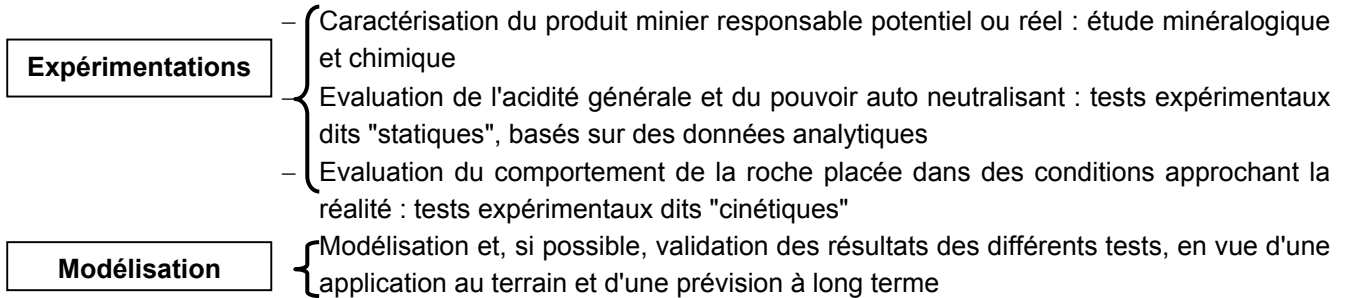 – Caractérisation du produit minier responsable potentiel ou réel : étude minéralogique
et chimique
Expérimentations
– Evaluation de l'acidité générale et du pouvoir auto neutralisant : tests expérimentaux
dits "statiques", basés sur des données analytiques
– Evaluation du comportement de la roche placée dans des conditions approchant la
réalité : tests expérimentaux dits "cinétiques"
Modélisation
Modélisation et, si possible, validation des résultats des différents tests, en vue d'une
application au terrain et d'une prévision à long terme